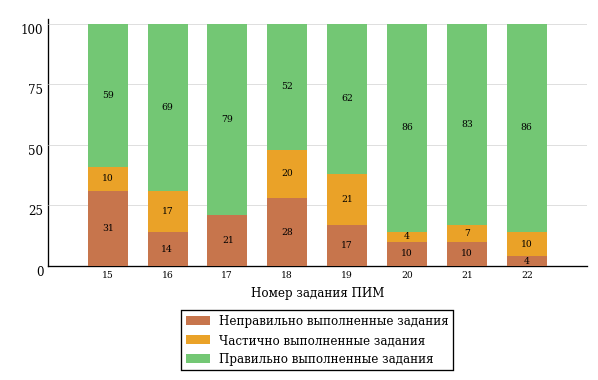 100
75
50
25
0
59 69 79 52 62 86 83 86
10 17 20 21 4 7 10
31 14 21 28 17 10 10 4
15 16 17 18 19 20 21 22
Номер задания ПИМ
Неправильно выполненные задания
Частично выполненные задания
Правильно выполненные задания